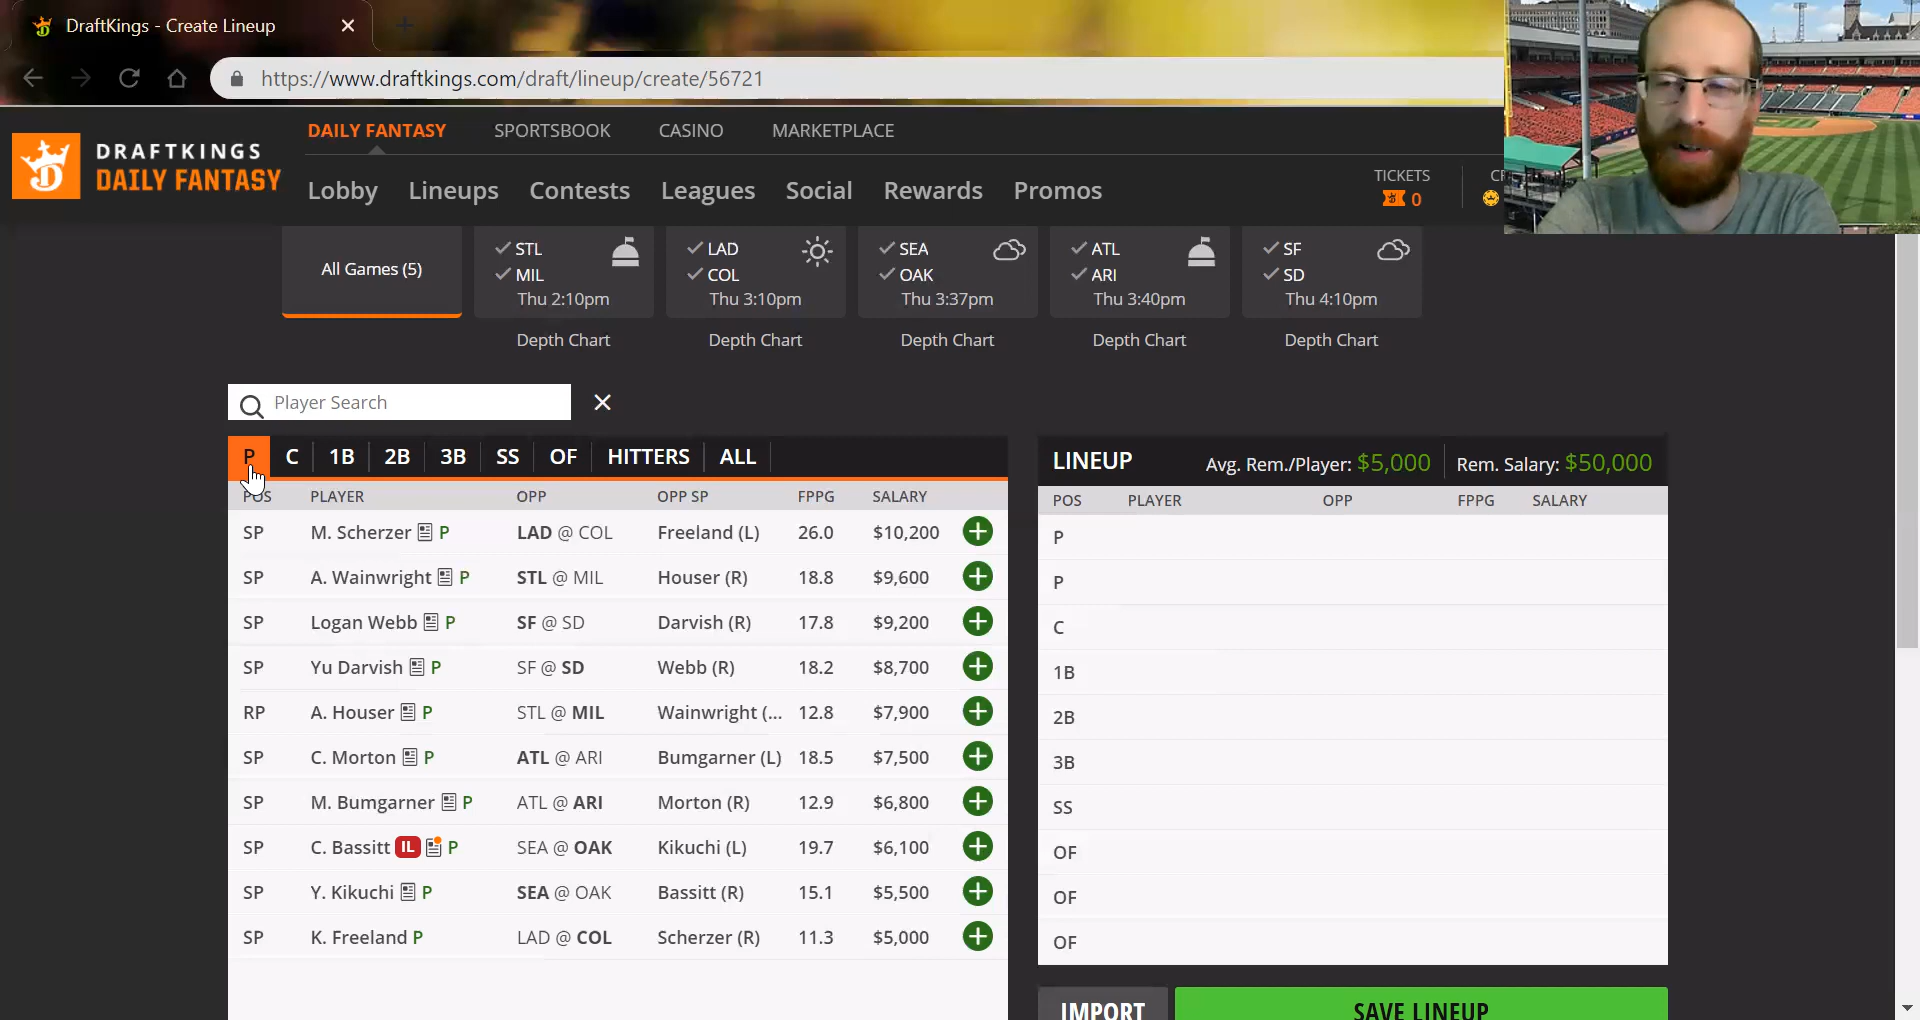 DraftKings - Create Lineup
https://www.draftkings.com/draft/lineup/create/56721
DRAFTKINGS
DAILY FANTASY
DAILY FANTASY SPORTSBOOK CASINO MARKETPLACE
Lobby Lineups Contests Leagues Social Rewards Promos
TICKETS
0
All Games (5)
STL
MIL
Thu 2:10pm
Depth Chart
LAD
COL
Thu 3:10pm
Depth Chart
SEA
OAK
Thu 3:37pm
Depth Chart
ATL
ARI
Thu 3:40pm
Depth Chart
SF
SD
Thu 4:10pm
Depth Chart
Player Search
P C 1B 2B 3B SS OF HITTERS ALL
POS PLAYER OPP OPP SP FPPG SALARY
SP M. Scherzer P LAD @ COL Freeland (L) 26.0 $10,200
SP A. Wainwright P STL @ MIL Houser (R) 18.8 $9,600
SP Logan Webb P SF @ SD Darvish (R) 17.8 $9,200
SP Yu Darvish P SF @ SD Webb (R) 18.2 $8,700
RP A. Houser P STL @ MIL Wainwright (... 12.8 $7,900
SP C. Morton P ATL @ ARI Bumgarner (L) 18.5 $7,500
SP M. Bumgarner P ATL @ ARI Morton (R) 12.9 $6,800
SP C. Bassitt IL P SEA @ OAK Kikuchi (L) 19.7 $6,100
SP Y. Kikuchi P SEA @ OAK Bassitt (R) 15.1 $5,500
SP K. Freeland P LAD @ COL Scherzer (R) 11.3 $5,000
LINEUP Avg. Rem./Player: $5,000 Rem. Salary: $50,000
POS PLAYER OPP FPPG SALARY
P
P
C
1B
2B
3B
SS
OF
OF
OF
IMPORT SAVE LINEUP